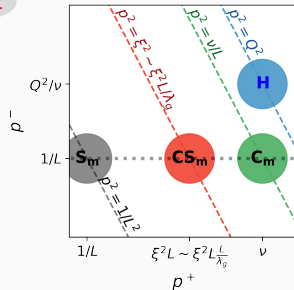 p² = ξ² ~ ξ²L/λ_g
p² = ν/L
p² = Q²
Q²/ν
H
p⁻
1/L
S_m
CS_m
C_m
p² = 1/L²
1/L
ξ²L ~ ξ²L L/λ_g
ν
p⁺